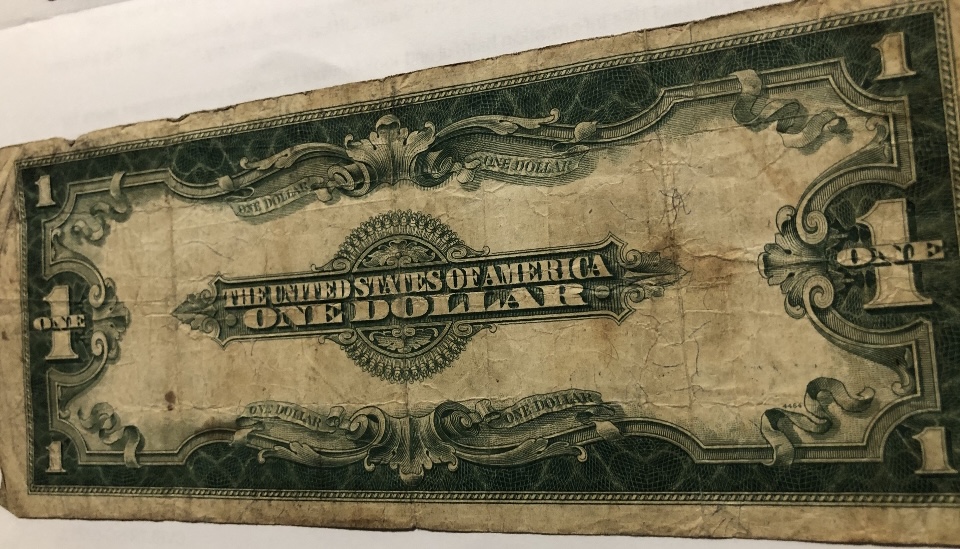 1
1
ONE DOLLAR
ONE DOLLAR
THE UNITED STATES OF AMERICA
ONE DOLLAR
1
ONE
1
ONE
ONE DOLLAR
ONE DOLLAR
4464
1
1